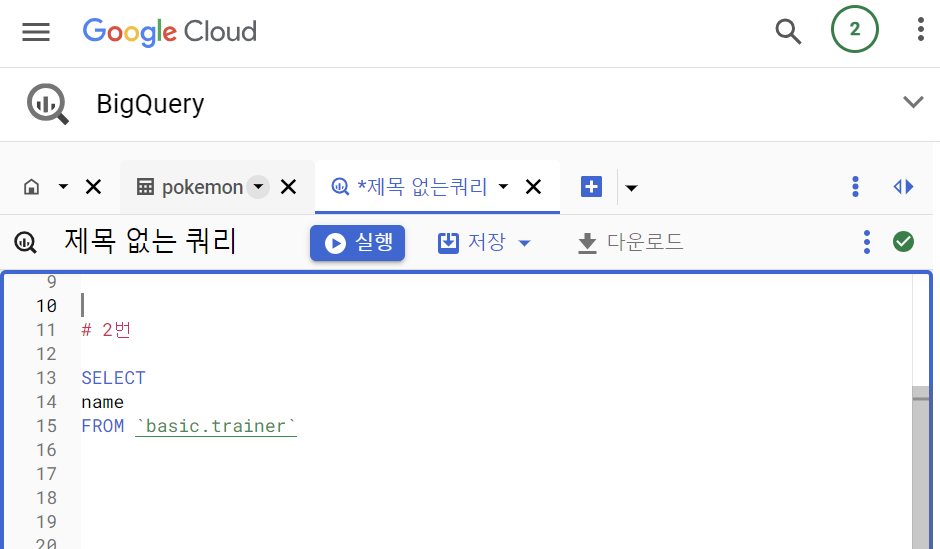 Google Cloud
2
BigQuery
pokemon
*제목 없는쿼리
제목 없는 쿼리
실행
저장
다운로드
9
10
11 # 2번
12
13 SELECT
14 name
15 FROM `basic.trainer`
16
17
18
19
20